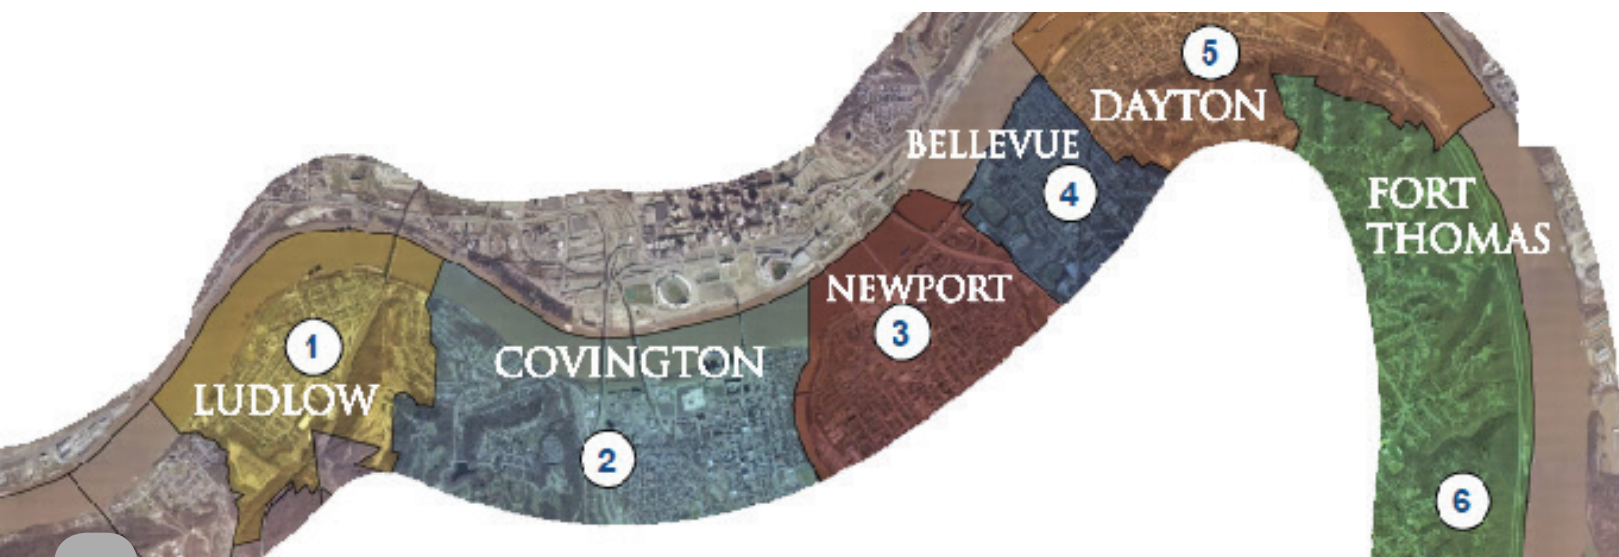 1
LUDLOW
COVINGTON
2
NEWPORT
3
BELLEVUE
4
5
DAYTON
FORT
THOMAS
6